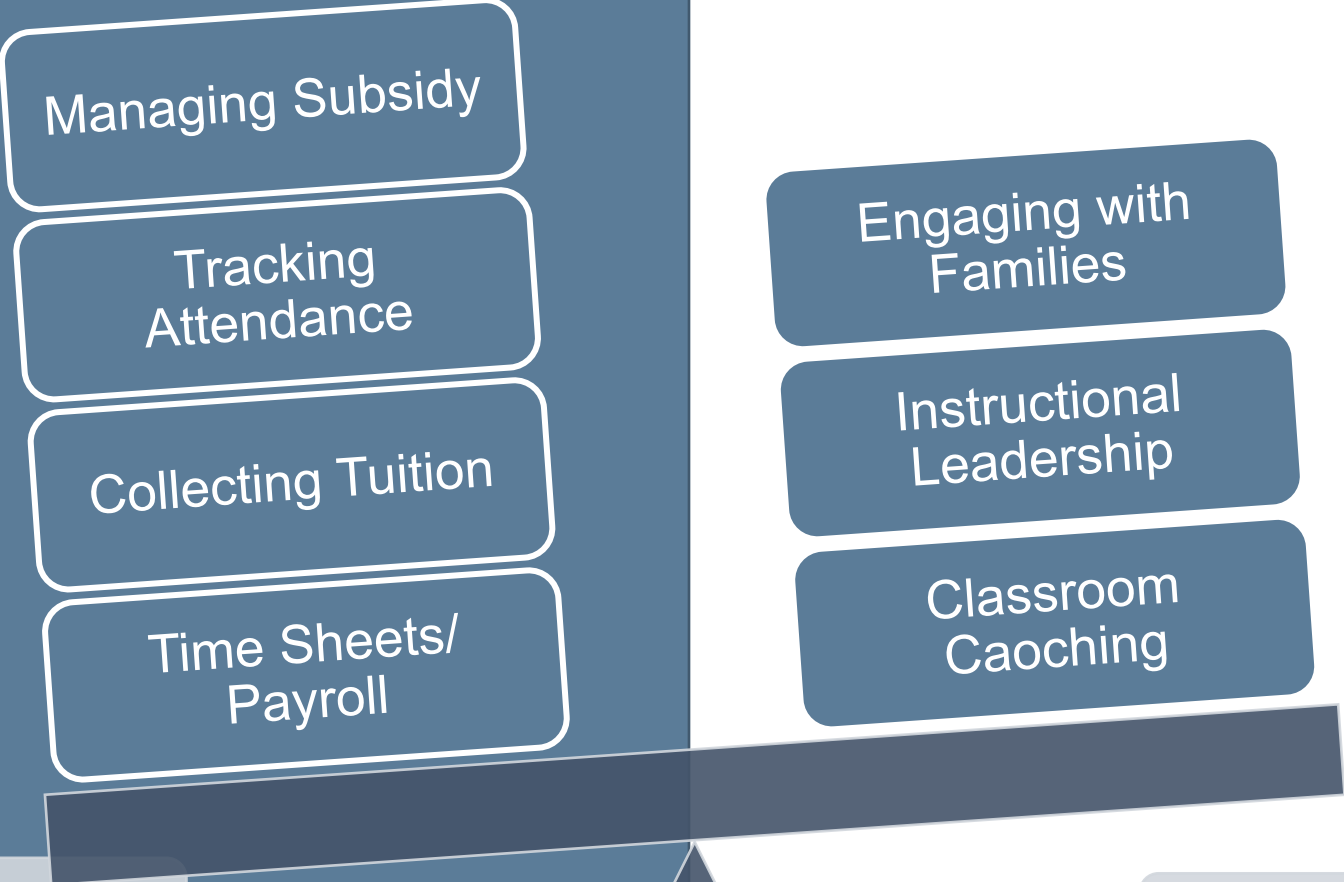 Managing Subsidy
Tracking
Attendance
Collecting Tuition
Time Sheets/
Payroll
Engaging with
Families
Instructional
Leadership
Classroom
Caoching